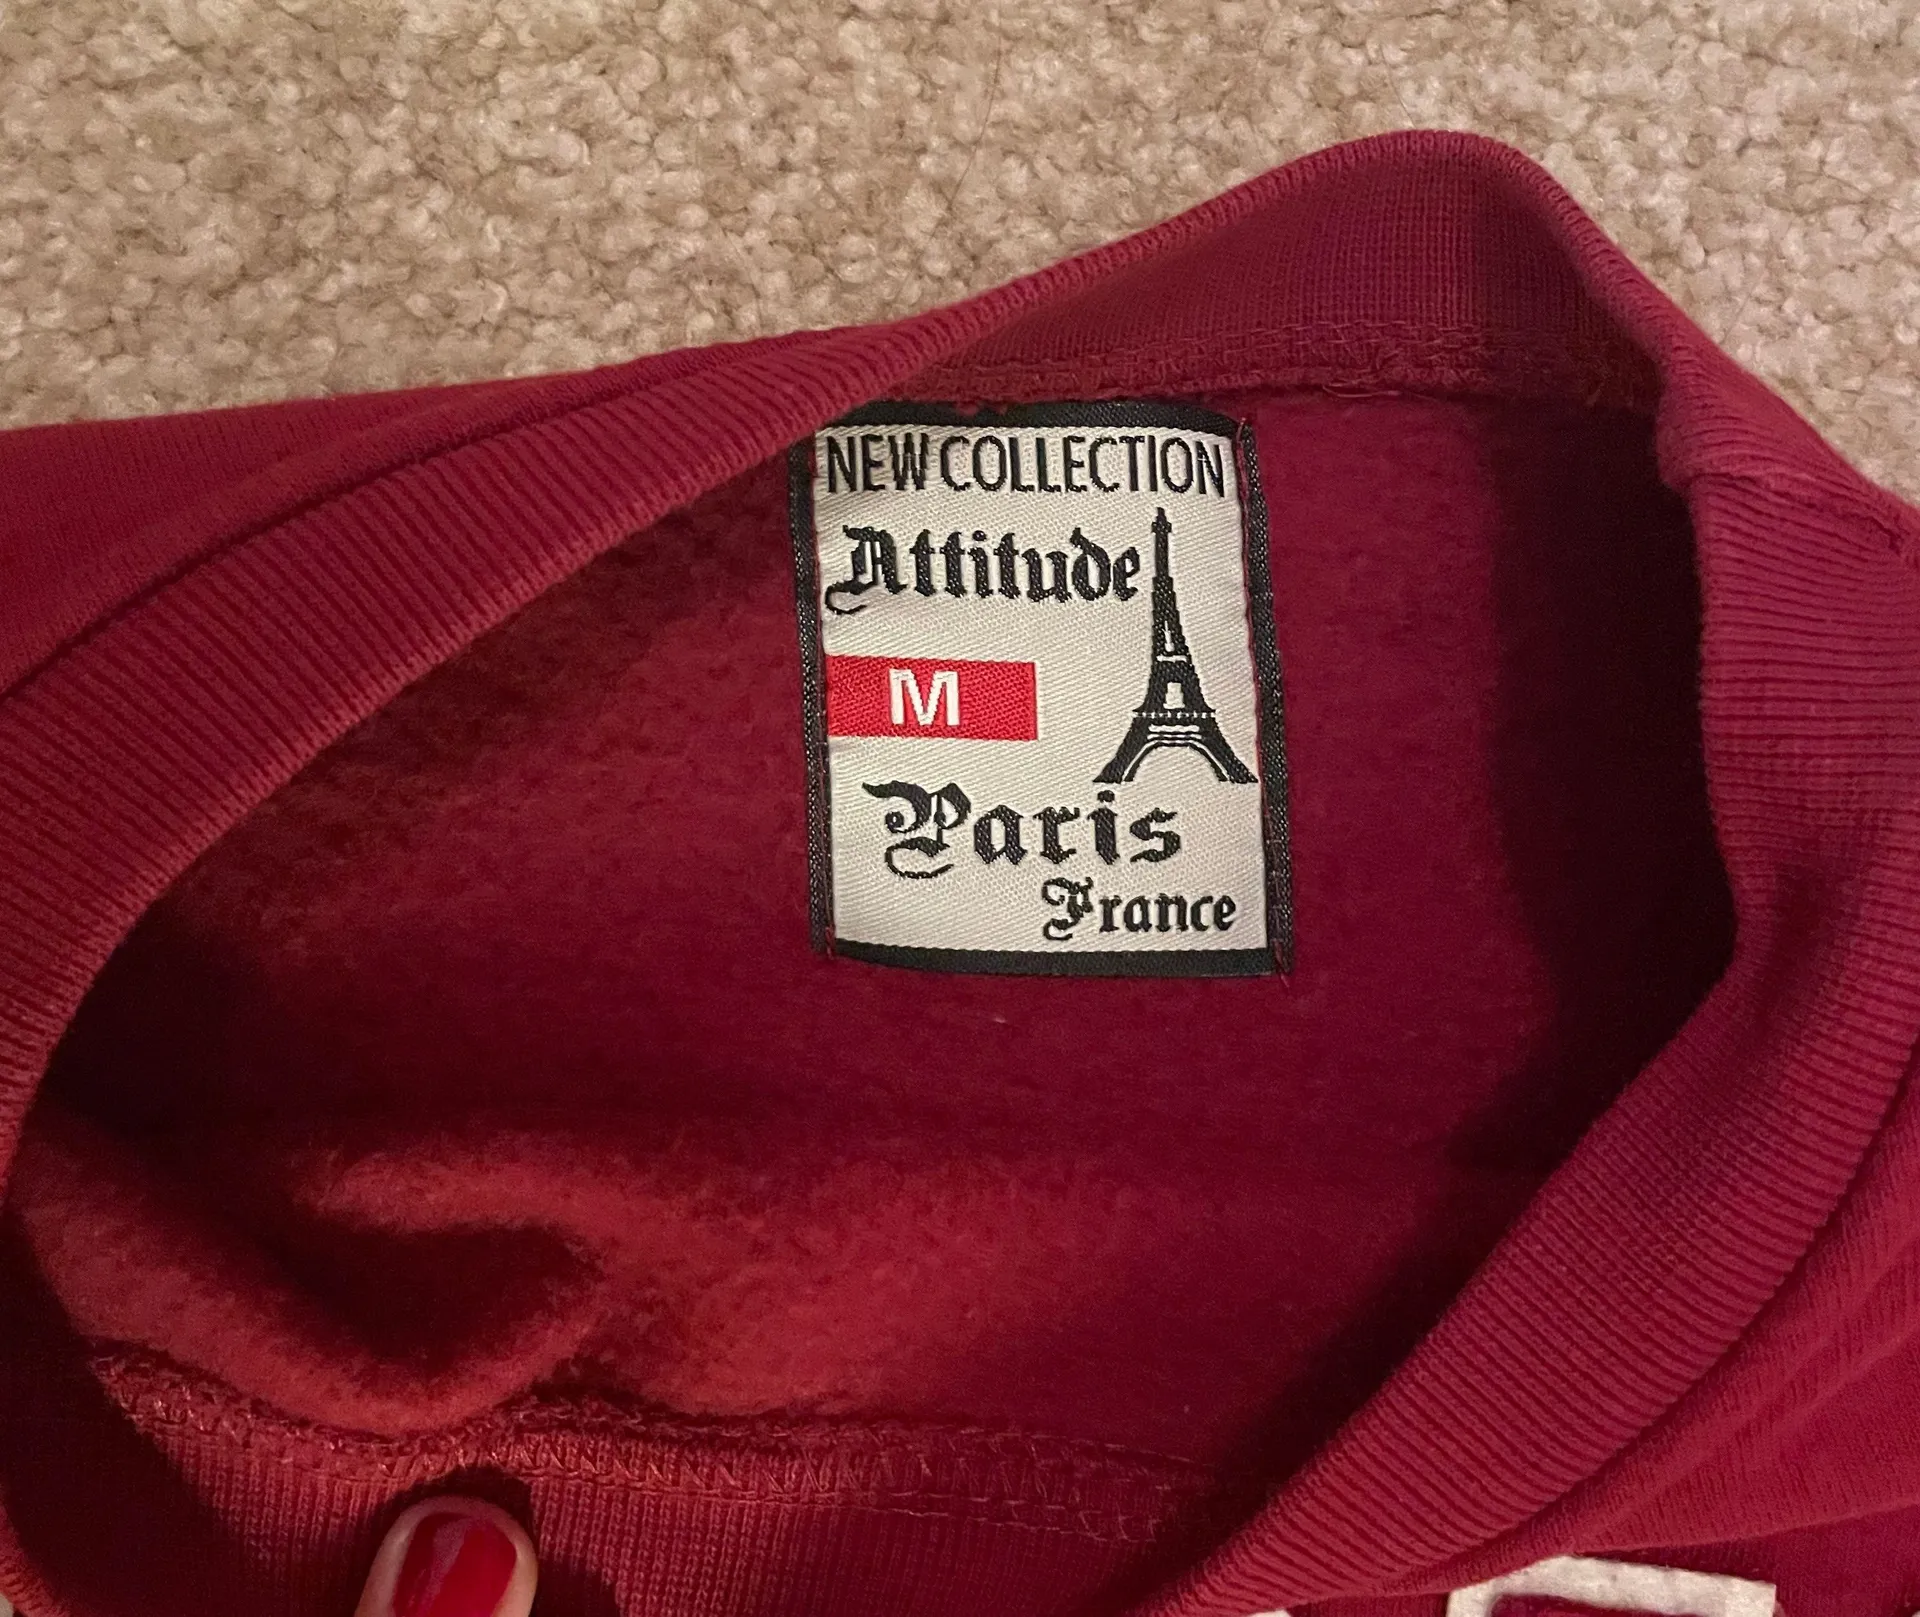 NEW COLLECTION
Attitude
M
Paris
France